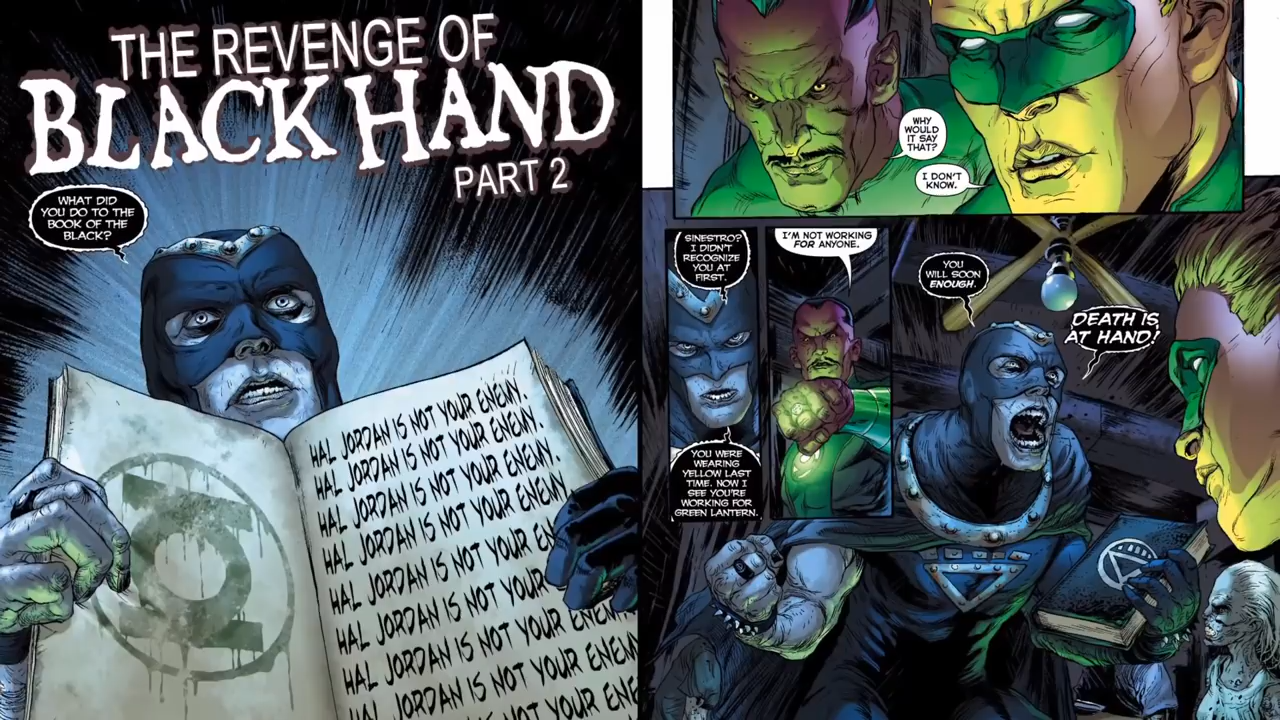 THE REVENGE OF
BLACK HAND
PART 2
WHAT DID
YOU DO TO THE
BOOK OF THE
BLACK?
HAL JORDAN IS NOT YOUR ENEMY.
HAL JORDAN IS NOT YOUR ENEMY.
HAL JORDAN IS NOT YOUR ENEMY.
HAL JORDAN IS NOT YOUR ENEMY
HAL JORDAN IS NOT YOUR EN
HAL JORDAN IS NOT YOUR EN
HAL JORDAN IS NOT YOUR ENEM
HAL JORDAN IS NOT YOUR ENEM
HAL JORDAN IS NOT YOUR ENEM
HAL JORDAN IS NOT YOUR ENE
WHY
WOULD
IT SAY
THAT?
I DON'T
KNOW.
SINESTRO?
I DIDN'T
RECOGNIZE
YOU AT
FIRST.
YOU WERE
WEARING
YELLOW LAST
TIME. NOW I
SEE YOU'RE
WORKING FOR
GREEN LANTERN.
I'M NOT WORKING
FOR ANYONE.
YOU
WILL SOON
ENOUGH.
DEATH IS
AT HAND!